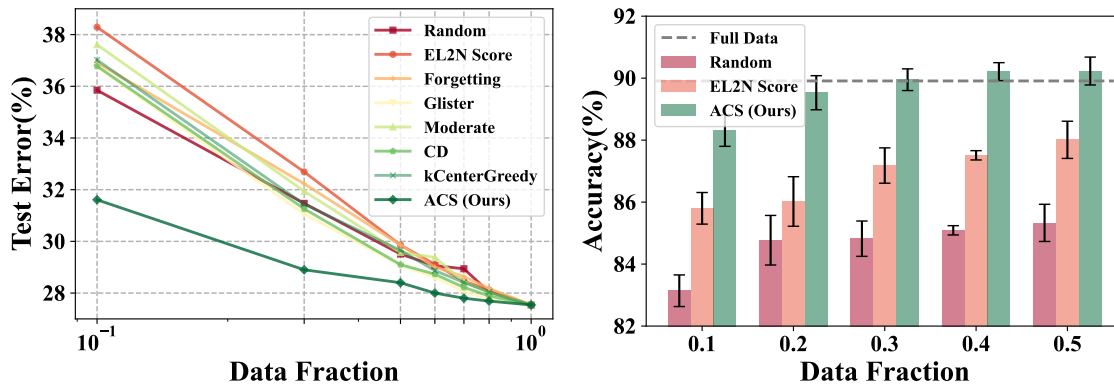 Test Error(%)
38
36
34
32
30
28
10⁻¹
10⁰
Data Fraction
Random
EL2N Score
Forgetting
Glister
Moderate
CD
kCenterGreedy
ACS (Ours)
Accuracy(%)
92
90
88
86
84
82
0.1
0.2
0.3
0.4
0.5
Data Fraction
Full Data
Random
EL2N Score
ACS (Ours)